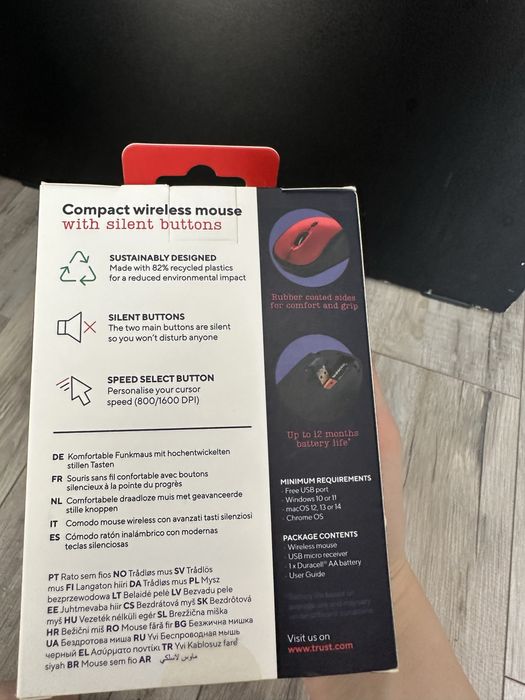 Compact wireless mouse
with silent buttons
SUSTAINABLY DESIGNED
Made with 82% recycled plastics
for a reduced environmental impact
SILENT BUTTONS
The two main buttons are silent
so you won't disturb anyone
SPEED SELECT BUTTON
Personalise your cursor
speed (800/1600 DPI)
DE Komfortable Funkmaus mit hochentwickelten
stillen Tasten
FR Souris sans fil confortable avec boutons
silencieux à la pointe du progrès
NL Comfortabele draadloze muis met geavanceerde
stille knoppen
IT Comodo mouse wireless con avanzati tasti silenziosi
ES Cómodo ratón inalámbrico con modernas
teclas silenciosas
PT Rato sem fios NO Trådløs mus SV Trådlös
mus FI Langaton hiiri DA Trådløs mus PL Mysz
bezprzewodowa LT Belaidė pelė LV Bezvadu pele
EE Juhtmevaba hiir CS Bezdrátová myš SK Bezdrôtová
myš HU Vezeték nélküli egér SL Brezžična miška
HR Bežični miš RO Mouse fără fir BG Безжична мишка
UA Бездротова миша RU Беспроводная мышь
черный EL Ασύρματο ποντίκι TR Kablosuz fare
siyah BR Mouse sem fio AR ماوس لاسلكي
Rubber coated sides
for comfort and grip
Up to 12 months
battery life*
MINIMUM REQUIREMENTS
· Free USB port
· Windows 10 or 11
· macOS 12, 13 or 14
· Chrome OS
PACKAGE CONTENTS
· Wireless mouse
· USB micro receiver
· 1 x Duracell® AA battery
· User Guide
Visit us on
www.trust.com